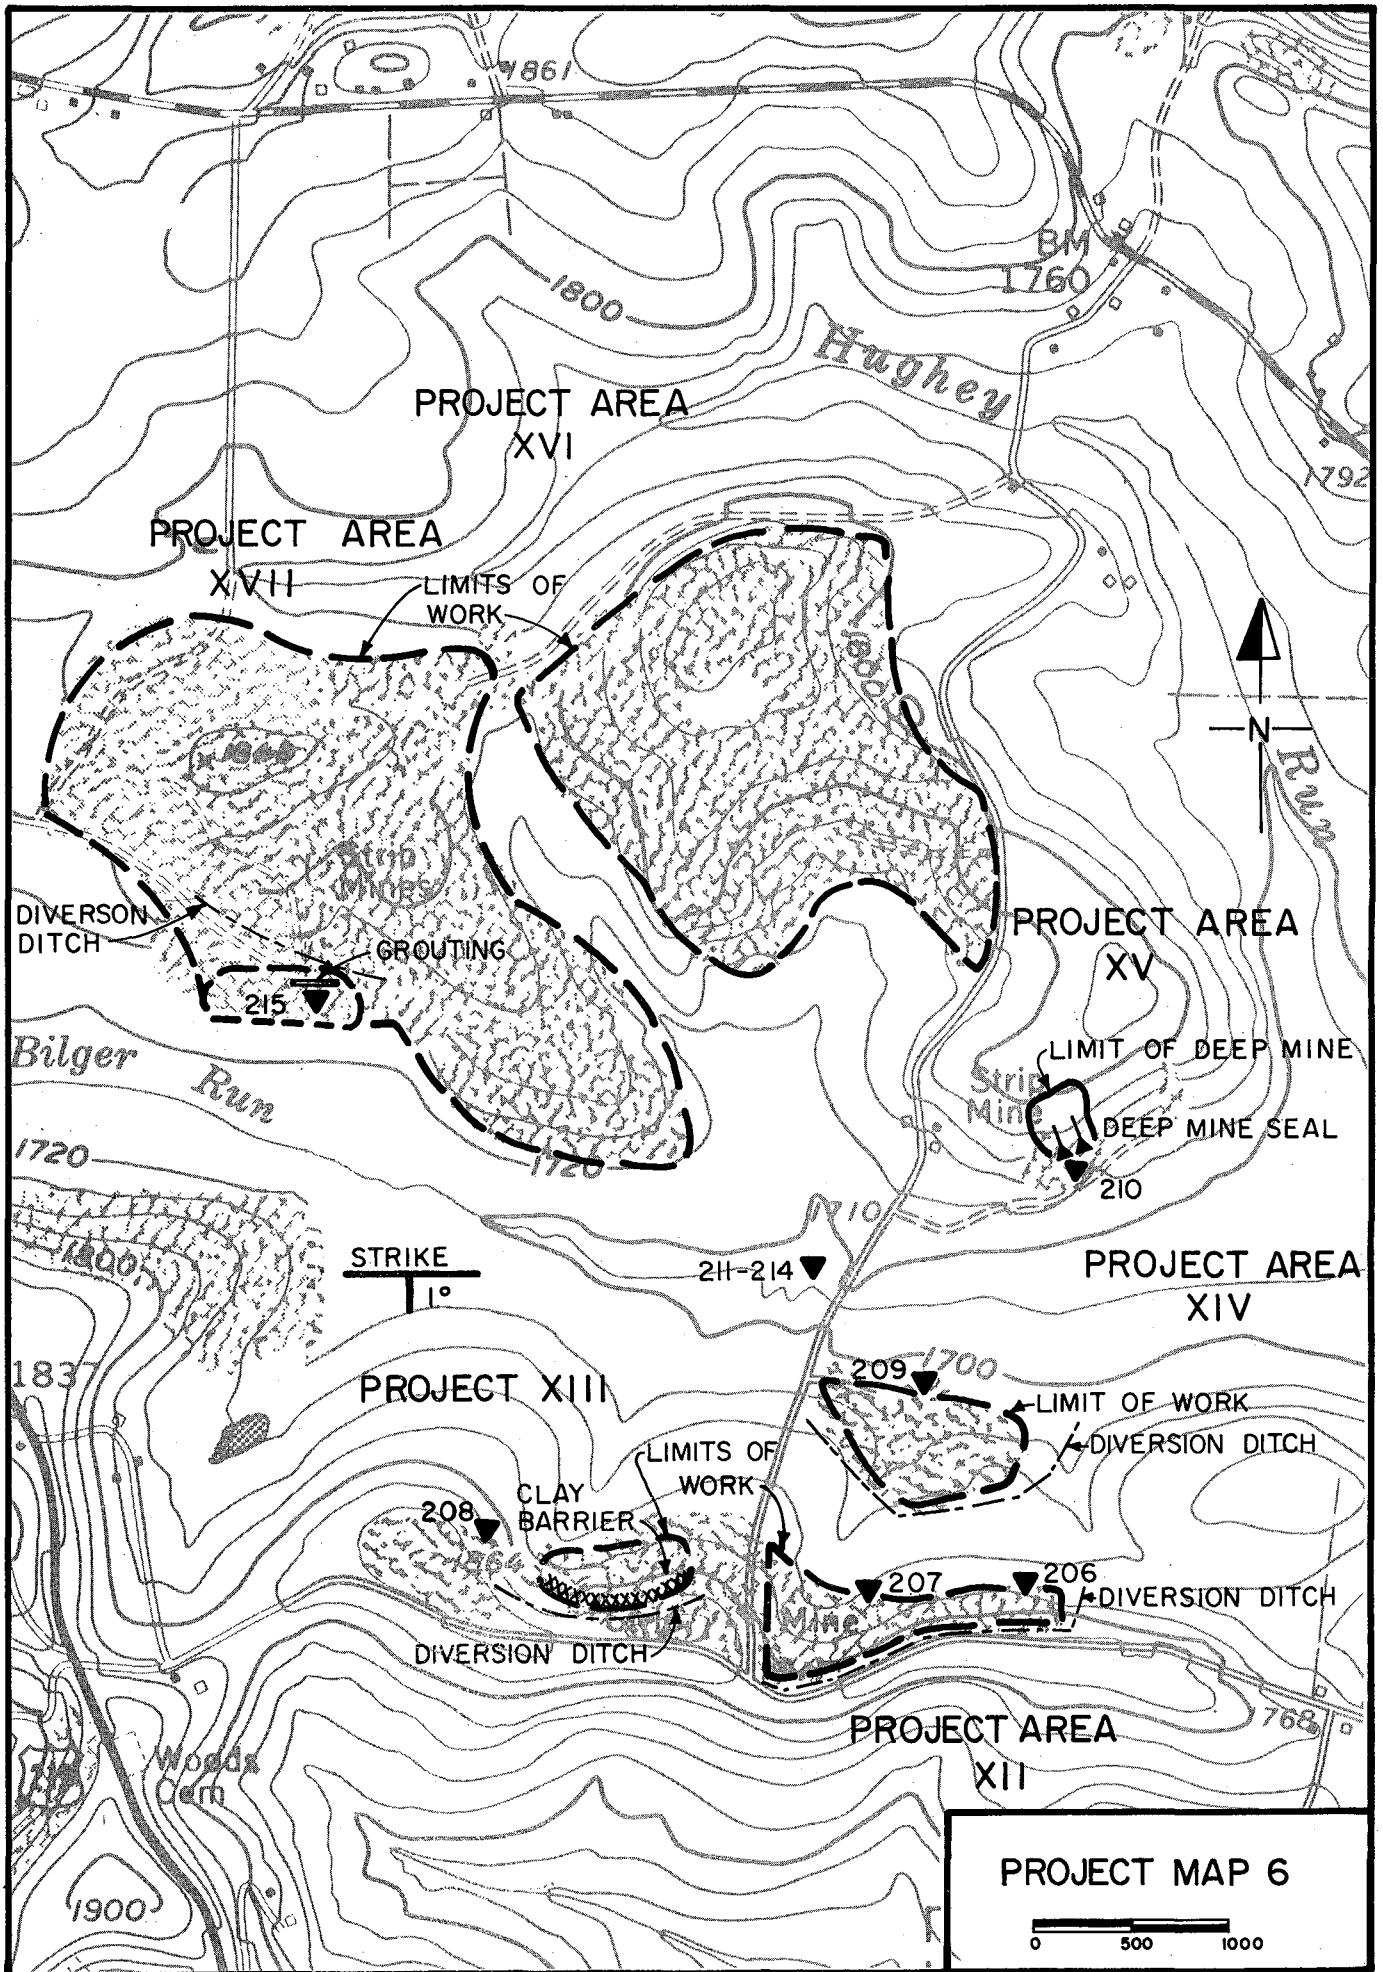 1861
BM
1760
1800
Hughey
PROJECT AREA
XVI
1792
PROJECT AREA
XVII
LIMITS OF
WORK
1800
N
Run
Strip
Mines
DIVERSON
DITCH
GROUTING
215
PROJECT AREA
XV
Bilger
Run
LIMIT OF DEEP MINE
Strip
Mine
DEEP MINE SEAL
210
1720
1720
1710
1800
STRIKE
1°
211-214
PROJECT AREA
XIV
1837
PROJECT XIII
209
1700
LIMIT OF WORK
DIVERSION DITCH
LIMITS OF
WORK
CLAY
BARRIER
208
1864
207
206
DIVERSION DITCH
Mine
DIVERSION DITCH
PROJECT AREA
XII
1768
Woods
Cem
1900
PROJECT MAP 6
0 500 1000